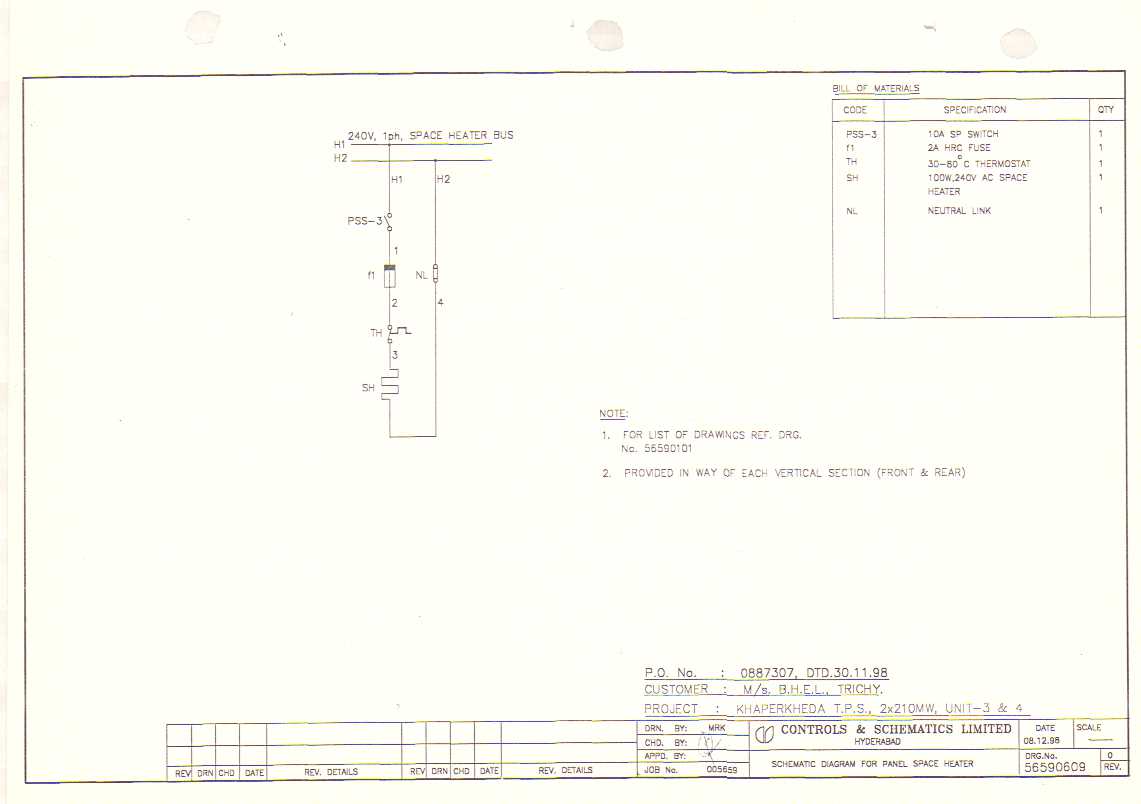 BILL OF MATERIALS
CODE SPECIFICATION QTY
PSS-3 10A SP SWITCH 1
f1 2A HRC FUSE 1
TH 30-80°C THERMOSTAT 1
SH 100W,240V AC SPACE 1
HEATER
NL NEUTRAL LINK 1
240V, 1ph, SPACE HEATER BUS
H1
H2
H1 H2
PSS-3
1
f1 NL
2 4
TH
3
SH
NOTE:
1. FOR LIST OF DRAWINGS REF. DRG.
No. 56590101
2. PROVIDED IN WAY OF EACH VERTICAL SECTION (FRONT & REAR)
P.O. No. : 0887307, DTD.30.11.98
CUSTOMER : M/s. B.H.E.L., TRICHY.
PROJECT : KHAPERKHEDA T.P.S., 2x210MW, UNIT-3 & 4
REV DRN CHD DATE REV. DETAILS REV DRN CHD DATE REV. DETAILS
DRN. BY: MRK
CHD. BY:
APPD. BY:
JOB No. 005659
CONTROLS & SCHEMATICS LIMITED
HYDERABAD
SCHEMATIC DIAGRAM FOR PANEL SPACE HEATER
DATE SCALE
08.12.98
DRG.No. 0
56590609 REV.